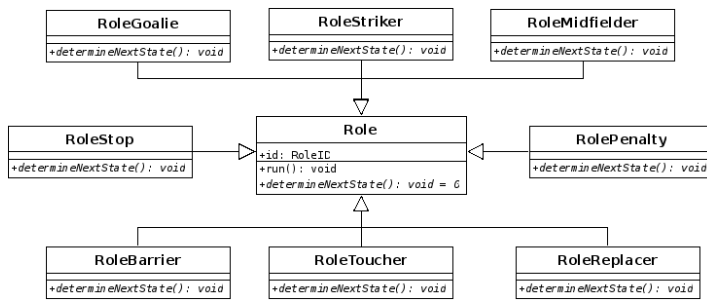 RoleGoalie
+determineNextState(): void
RoleStriker
+determineNextState(): void
RoleMidfielder
+determineNextState(): void
RoleStop
+determineNextState(): void
Role
+id: RoleID
+run(): void
+determineNextState(): void = 0
RolePenalty
+determineNextState(): void
RoleBarrier
+determineNextState(): void
RoleToucher
+determineNextState(): void
RoleReplacer
+determineNextState(): void